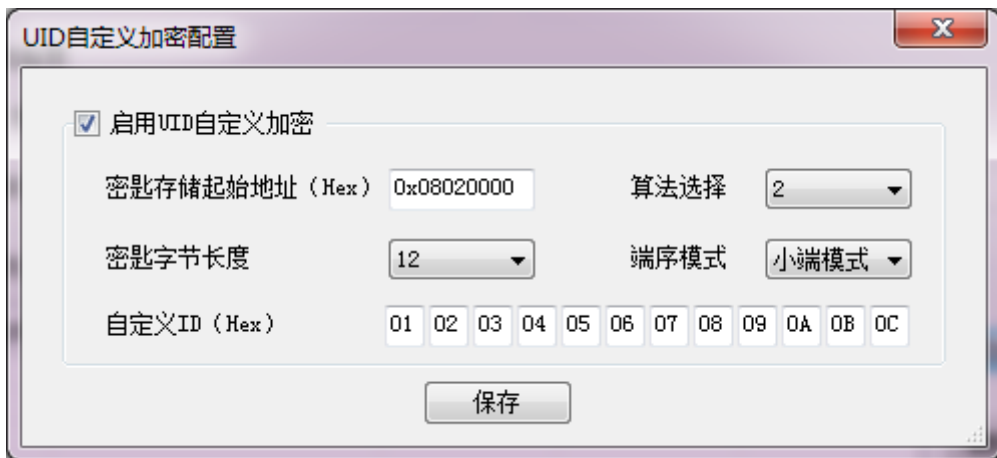 UID自定义加密配置
启用UID自定义加密
密匙存储起始地址（Hex） 0x08020000 算法选择 2
密匙字节长度 12 端序模式 小端模式
自定义ID（Hex） 01 02 03 04 05 06 07 08 09 0A 0B 0C
保存